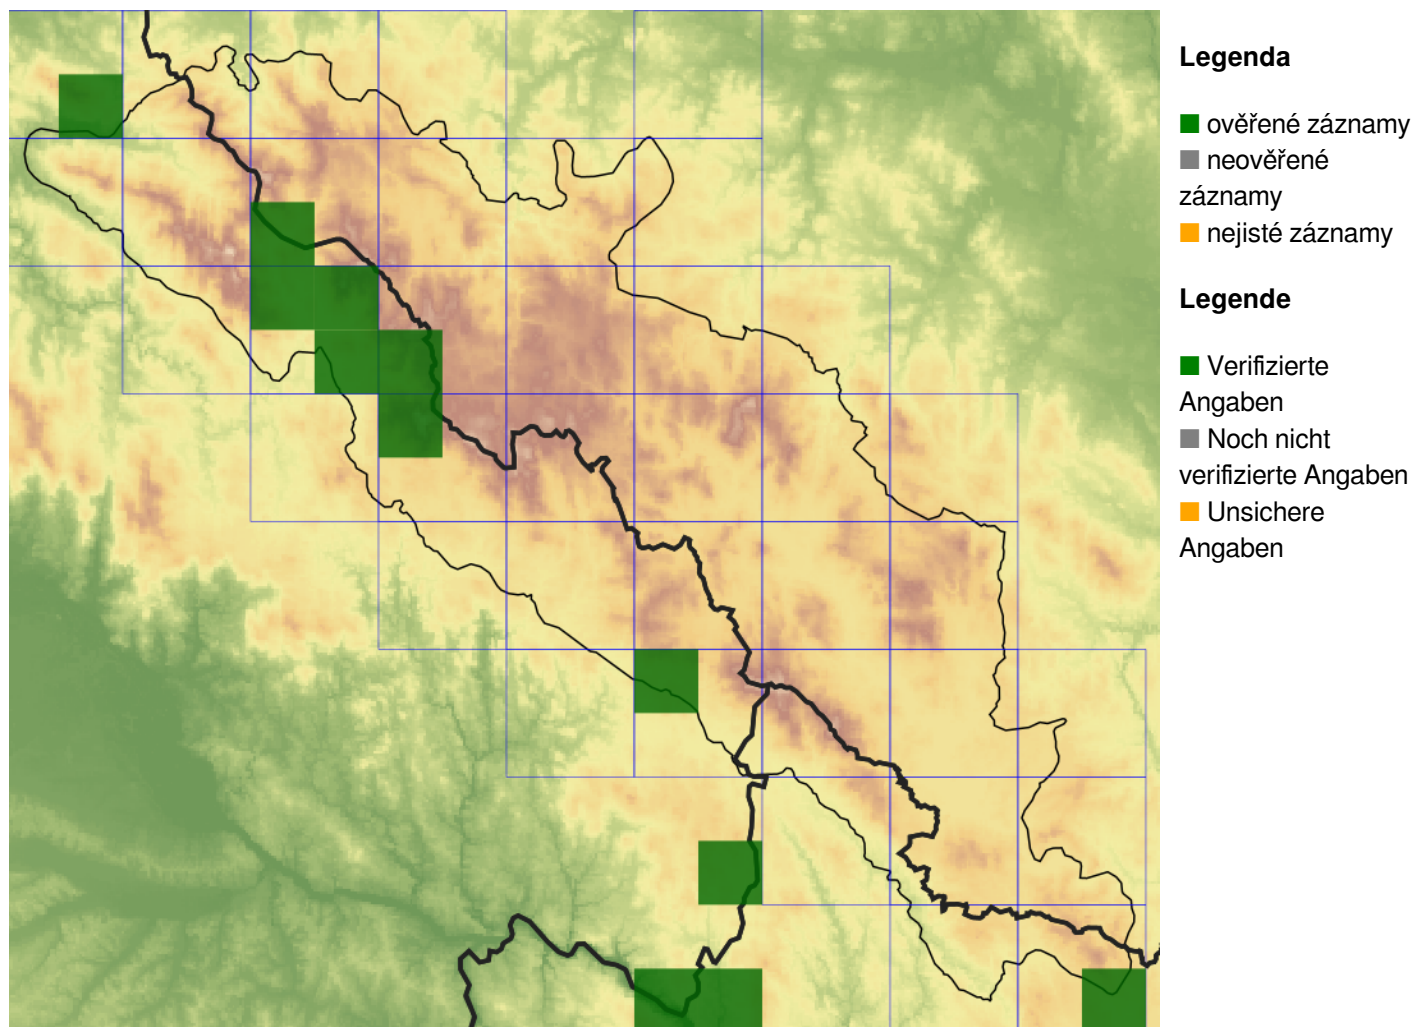 Legenda
ověřené záznamy
neověřené
záznamy
nejisté záznamy
Legende
Verifizierte
Angaben
Noch nicht
verifizierte Angaben
Unsichere
Angaben